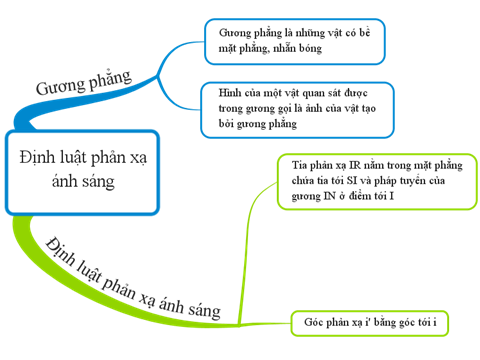 Gương phẳng là những vật có bề
mặt phẳng, nhẵn bóng
Gương phẳng
Hình của một vật quan sát được
trong gương gọi là ảnh của vật tạo
bởi gương phẳng
Định luật phản xạ
ánh sáng
Tia phản xạ IR nằm trong mặt phẳng
chứa tia tới SI và pháp tuyến của
gương IN ở điểm tới I
Định luật phản xạ ánh sáng
Góc phản xạ i' bằng góc tới i